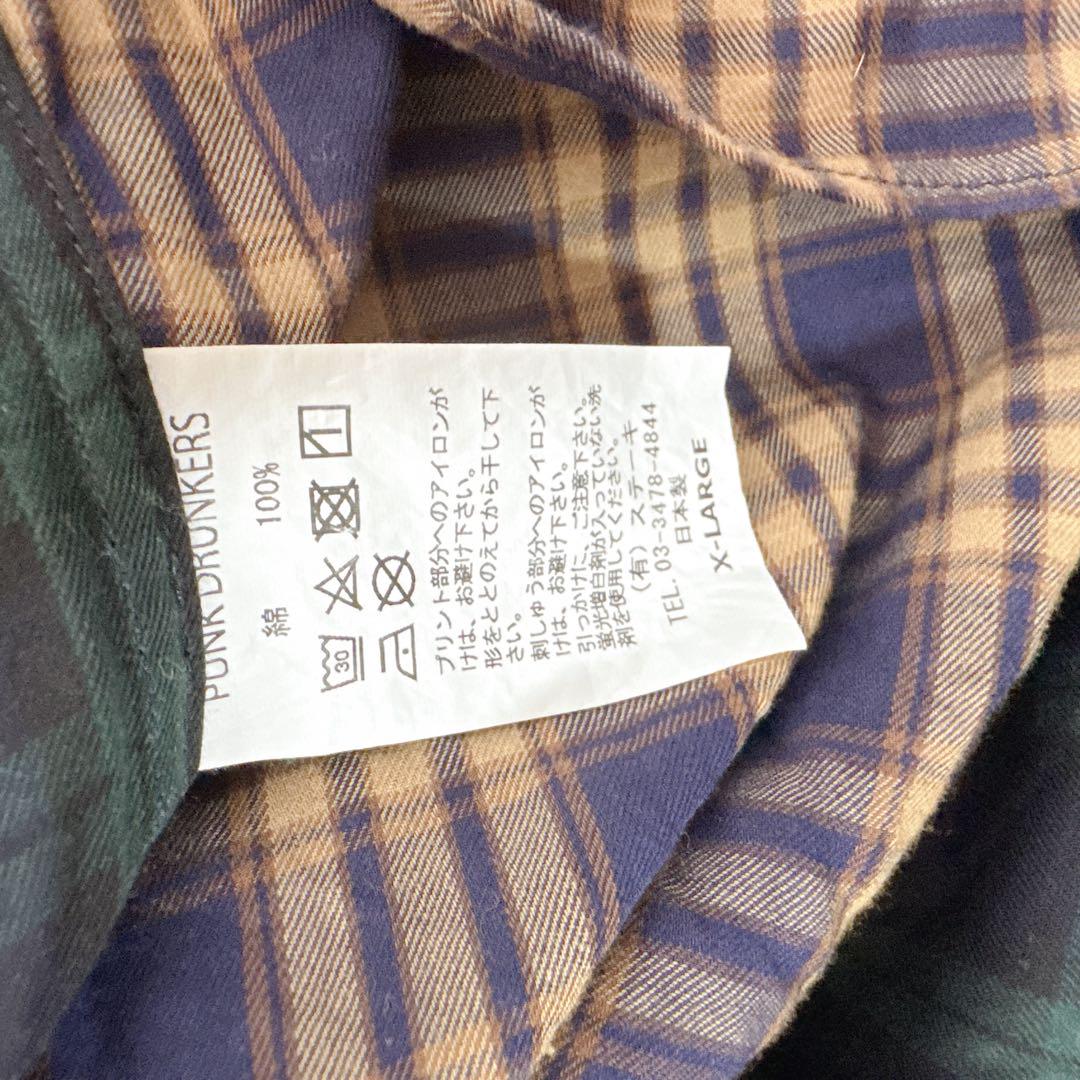 PUNK DRUNKERS
綿 100%
30
プリント部分へのアイロンが
けは、お避け下さい。
形をととのえてから干して下
さい。
刺しゅう部分へのアイロンが
けは、お避け下さい。
引っかけに、ご注意下さい。
蛍光増白剤が入っていない洗
剤を使用してください。
(有) ステーキ
TEL. 03-3478-4844
日本製
X-LARGE